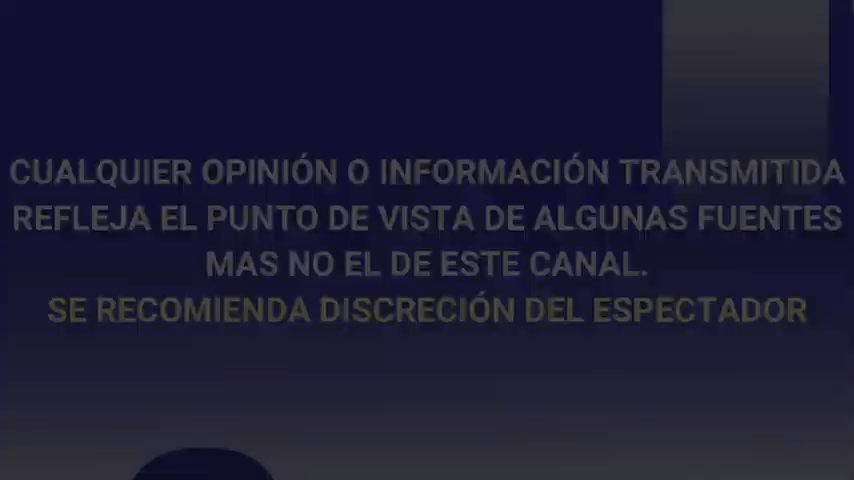 CUALQUIER OPINIÓN O INFORMACIÓN TRANSMITIDA
REFLEJA EL PUNTO DE VISTA DE ALGUNAS FUENTES
MAS NO EL DE ESTE CANAL.
SE RECOMIENDA DISCRECIÓN DEL ESPECTADOR